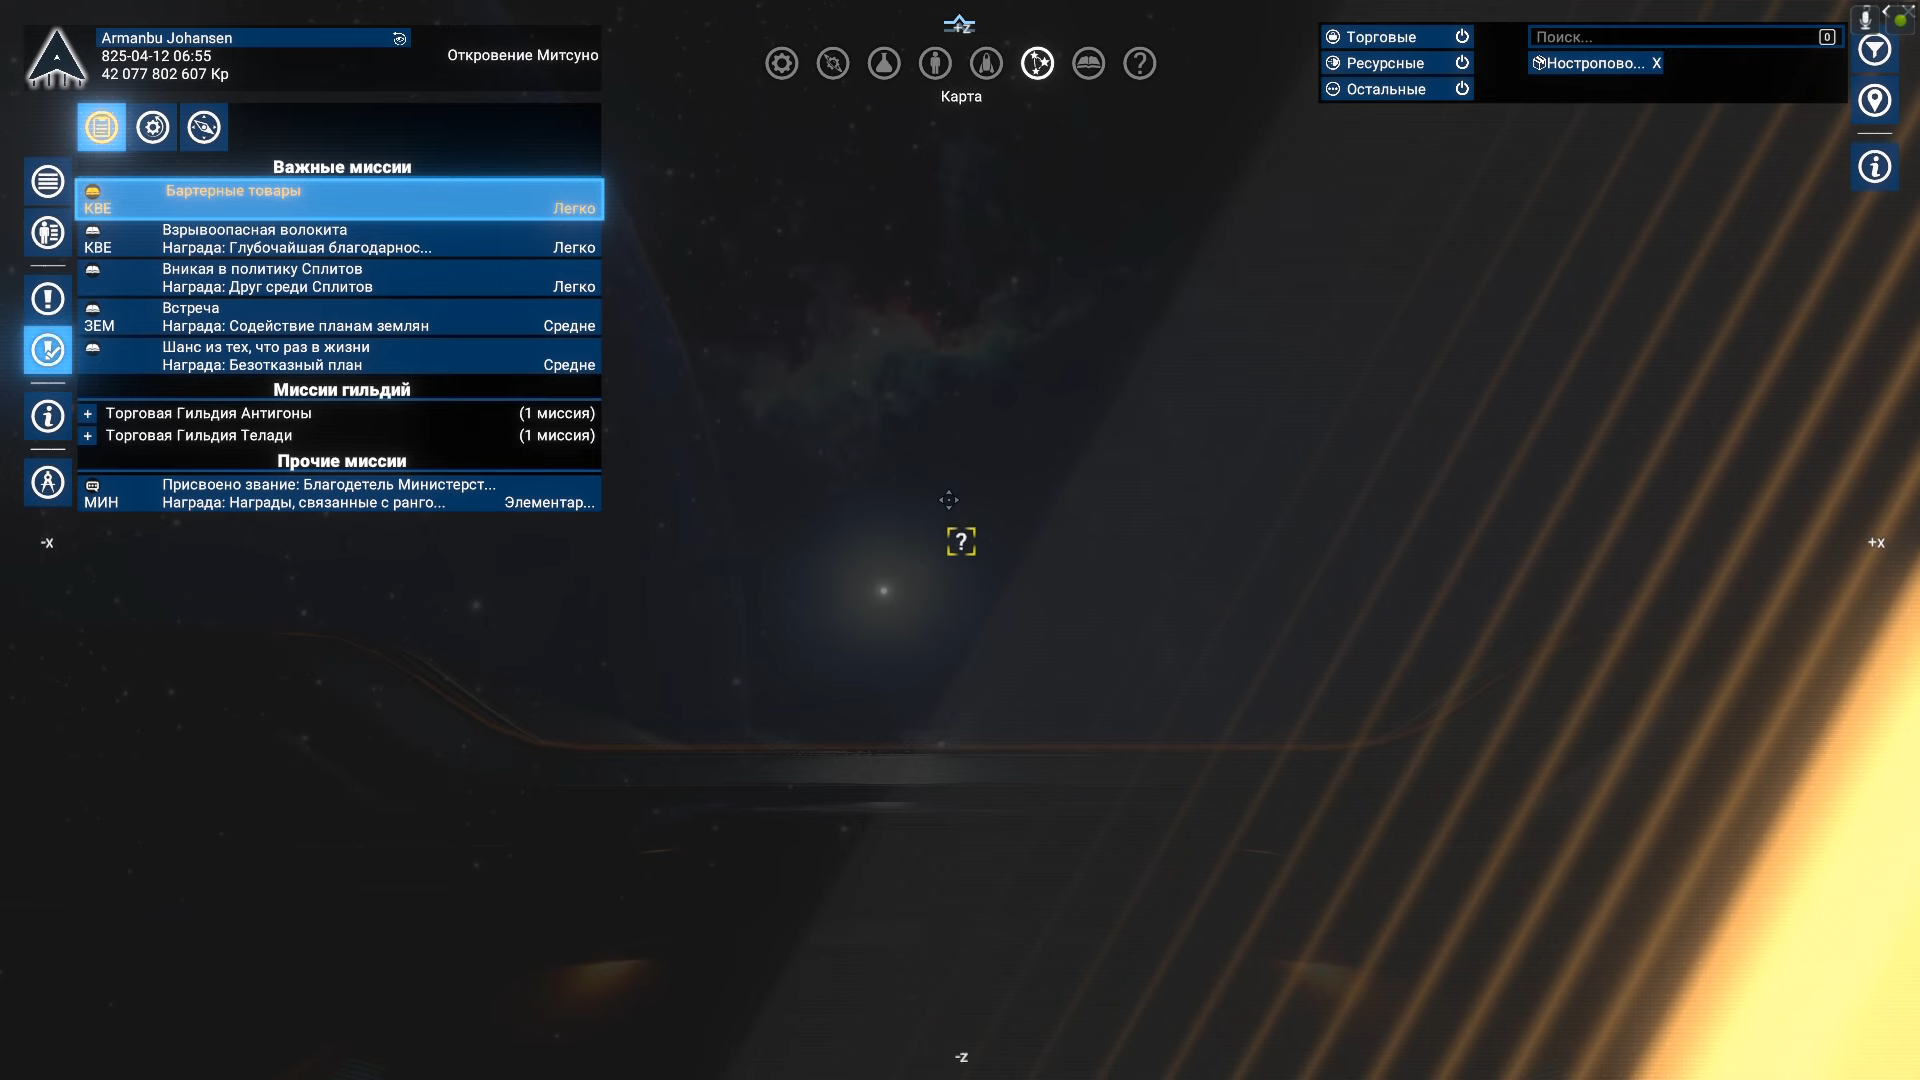 Armanbu Johansen
825-04-12 06:55
42 077 802 607 Кр
Откровение Митсуно
+z
Карта
Торговые
Ресурсные
Остальные
Поиск...
0
Ностропово... X
Важные миссии
Бартерные товары
КВЕ Легко
Взрывоопасная волокита
КВЕ Награда: Глубочайшая благодарнос... Легко
Вникая в политику Сплитов
Награда: Друг среди Сплитов Легко
Встреча
ЗЕМ Награда: Содействие планам землян Средне
Шанс из тех, что раз в жизни
Награда: Безотказный план Средне
Миссии гильдий
+ Торговая Гильдия Антигоны (1 миссия)
+ Торговая Гильдия Телади (1 миссия)
Прочие миссии
Присвоено звание: Благодетель Министерст...
МИН Награда: Награды, связанные с ранго... Элементар...
-x
?
+x
-z